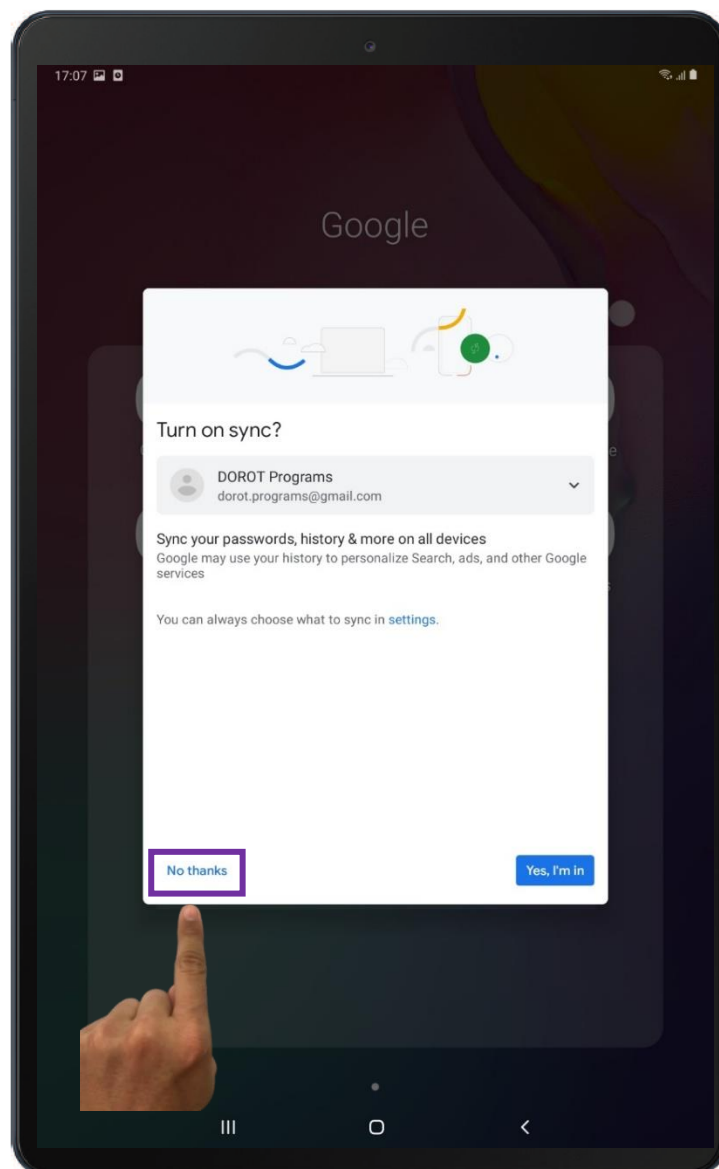 17:07
Google
Turn on sync?
DOROT Programs
dorot.programs@gmail.com
Sync your passwords, history & more on all devices
Google may use your history to personalize Search, ads, and other Google
services
You can always choose what to sync in settings.
No thanks
Yes, I'm in